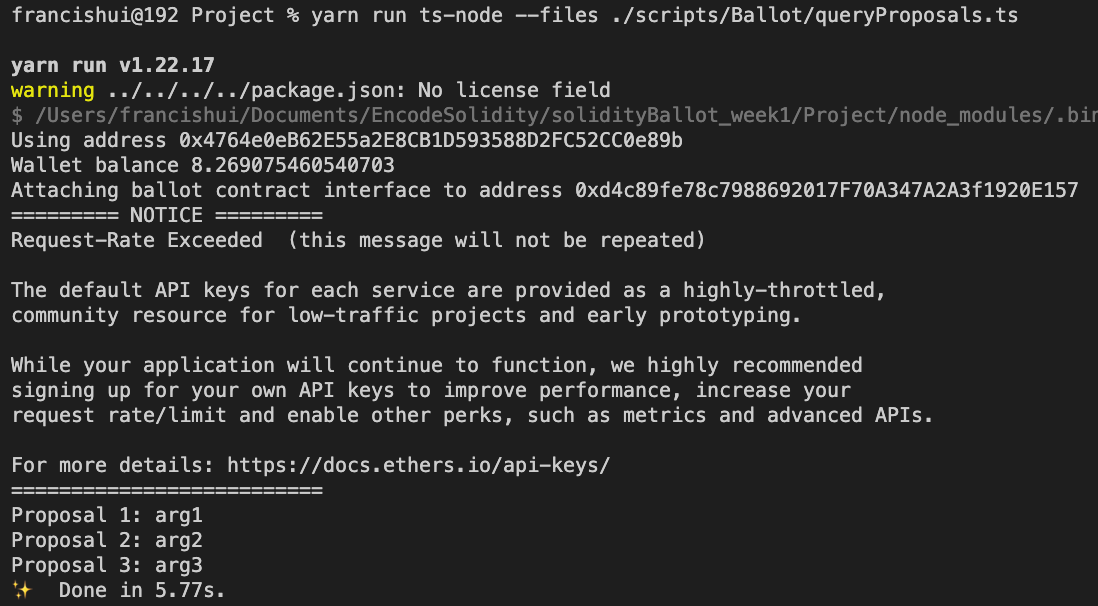 francishui@192 Project % yarn run ts-node --files ./scripts/Ballot/queryProposals.ts
yarn run v1.22.17
warning ../../../../package.json: No license field
$ /Users/francishui/Documents/EncodeSolidity/solidityBallot_week1/Project/node_modules/.bin
Using address 0x4764e0eB62E55a2E8CB1D593588D2FC52CC0e89b
Wallet balance 8.269075460540703
Attaching ballot contract interface to address 0xd4c89fe78c7988692017F70A347A2A3f1920E157
========= NOTICE =========
Request-Rate Exceeded  (this message will not be repeated)
The default API keys for each service are provided as a highly-throttled,
community resource for low-traffic projects and early prototyping.
While your application will continue to function, we highly recommended
signing up for your own API keys to improve performance, increase your
request rate/limit and enable other perks, such as metrics and advanced APIs.
For more details: https://docs.ethers.io/api-keys/
==========================
Proposal 1: arg1
Proposal 2: arg2
Proposal 3: arg3
✨  Done in 5.77s.